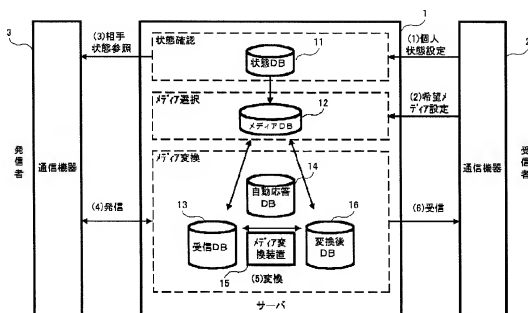 1
3
2
(3)相手
状態参照
状態確認
11
状態DB
(1)個人
状態設定
メディア選択
12
メディアDB
(2)希望メ
ディア設定
発信者
通信機器
通信機器
受信者
メディア変換
14
自動応答
DB
13
受信DB
16
変換後
DB
メディア変
換装置
15
(5)変換
(4)発信
(6)受信
サーバ